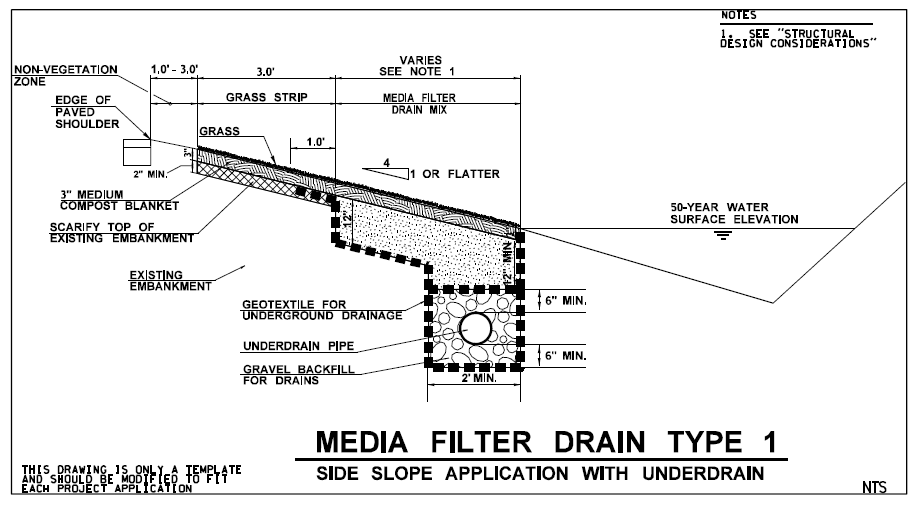 NOTES
1. SEE "STRUCTURAL
DESIGN CONSIDERATIONS"
VARIES
SEE NOTE 1
NON-VEGETATION
ZONE
1.0' - 3.0'
3.0'
EDGE OF
PAVED
SHOULDER
GRASS STRIP
MEDIA FILTER
DRAIN MIX
GRASS
1.0'
3"
2" MIN.
4
1 OR FLATTER
3" MEDIUM
COMPOST BLANKET
SCARIFY TOP OF
EXISTING EMBANKMENT
12"
50-YEAR WATER
SURFACE ELEVATION
12" MIN.
EXISTING
EMBANKMENT
GEOTEXTILE FOR
UNDERGROUND DRAINAGE
6" MIN.
UNDERDRAIN PIPE
6" MIN.
GRAVEL BACKFILL
FOR DRAINS
2' MIN.
MEDIA FILTER DRAIN TYPE 1
SIDE SLOPE APPLICATION WITH UNDERDRAIN
THIS DRAWING IS ONLY A TEMPLATE
AND SHOULD BE MODIFIED TO FIT
EACH PROJECT APPLICATION
NTS